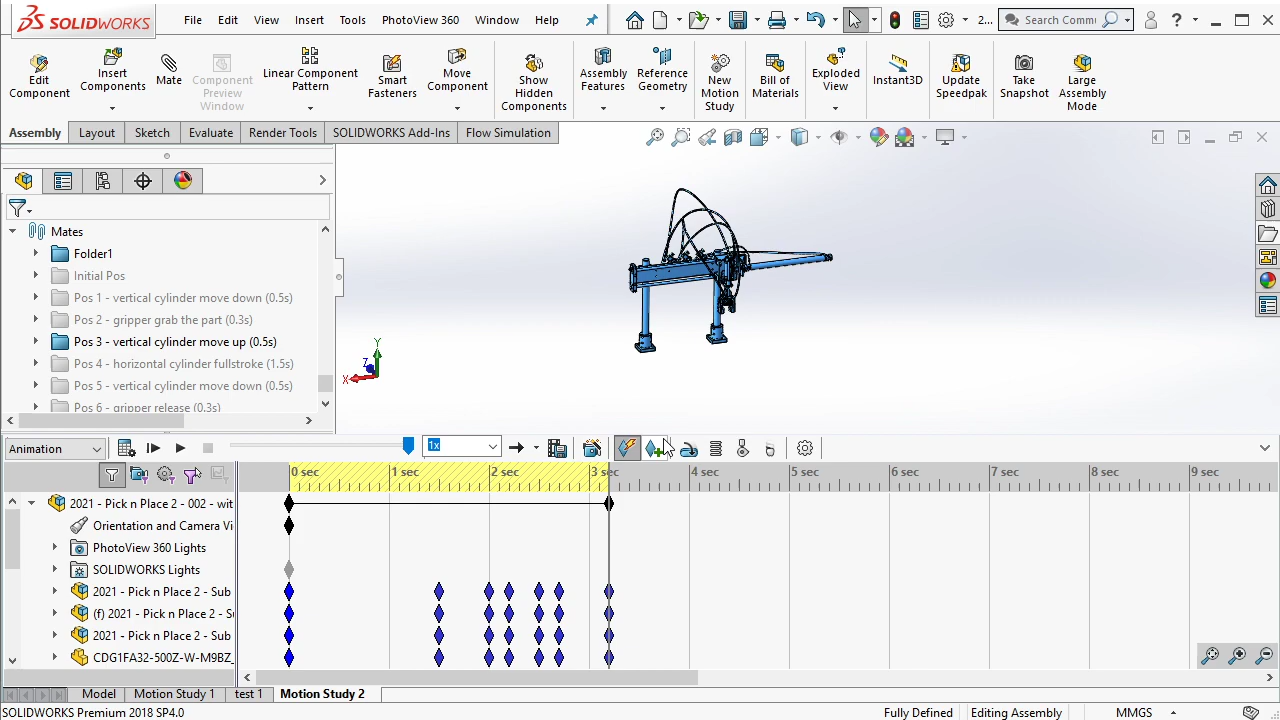 SOLIDWORKS
File Edit View Insert Tools PhotoView 360 Window Help
2... Search Commi
Edit Component
Insert Components
Mate
Component Preview Window
Linear Component Pattern
Smart Fasteners
Move Component
Show Hidden Components
Assembly Features
Reference Geometry
New Motion Study
Bill of Materials
Exploded View
Instant3D
Update Speedpak
Take Snapshot
Large Assembly Mode
Assembly Layout Sketch Evaluate Render Tools SOLIDWORKS Add-Ins Flow Simulation
Mates
Folder1
Initial Pos
Pos 1 - vertical cylinder move down (0.5s)
Pos 2 - gripper grab the part (0.3s)
Pos 3 - vertical cylinder move up (0.5s)
Pos 4 - horizontal cylinder fullstroke (1.5s)
Pos 5 - vertical cylinder move down (0.5s)
Pos 6 - gripper release (0.3s)
Y
Z
X
Animation 1x
0 sec 1 sec 2 sec 3 sec 4 sec 5 sec 6 sec 7 sec 8 sec 9 sec
2021 - Pick n Place 2 - 002 - wit
Orientation and Camera Vi
PhotoView 360 Lights
SOLIDWORKS Lights
2021 - Pick n Place 2 - Sub
(f) 2021 - Pick n Place 2 - Su
2021 - Pick n Place 2 - Sub
CDG1FA32-500Z-W-M9BZ_
Model Motion Study 1 test 1 Motion Study 2
SOLIDWORKS Premium 2018 SP4.0 Fully Defined Editing Assembly MMGS